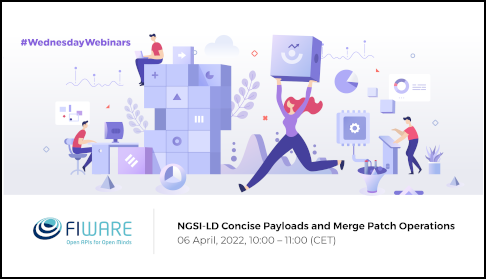 #WednesdayWebinars
FIWARE
Open APIs for Open Minds
NGSI-LD Concise Payloads and Merge Patch Operations
06 April, 2022, 10:00 – 11:00 (CET)